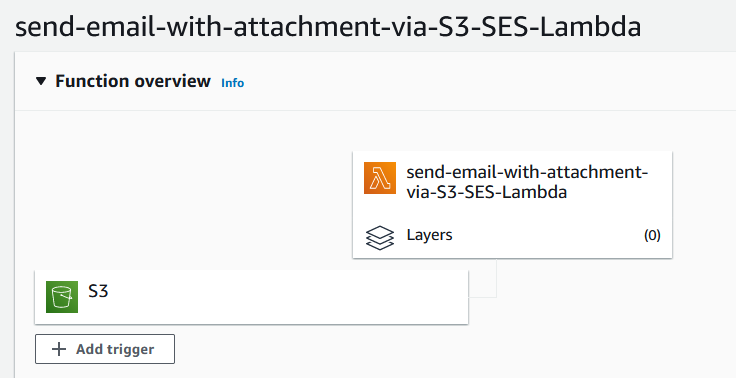 send-email-with-attachment-via-S3-SES-Lambda
Function overview Info
send-email-with-attachment-
via-S3-SES-Lambda
Layers (0)
S3
Add trigger